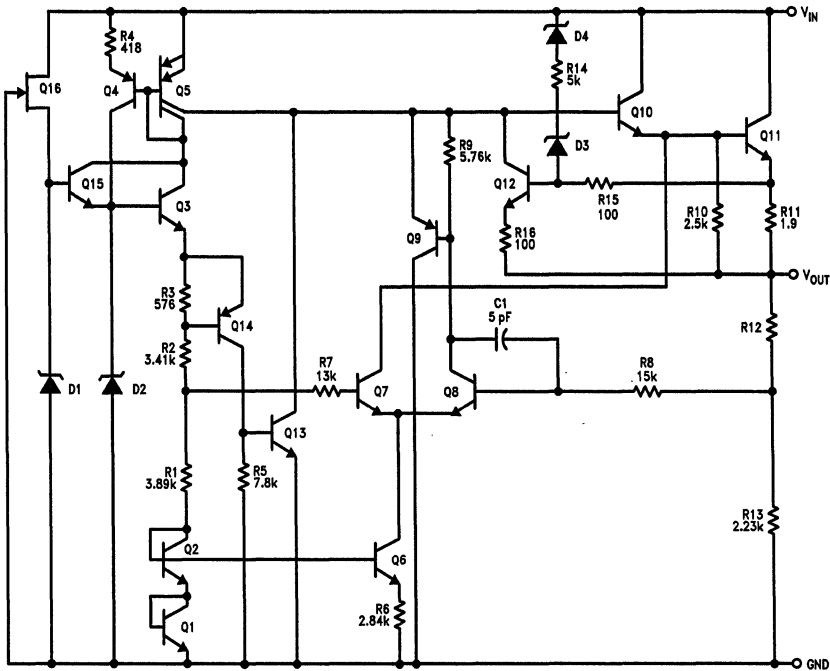 VIN
R4
418
D4
Q16
Q4
Q5
R14
5k
Q10
Q11
R9
5.76k
D3
Q15
Q3
Q12
R15
100
R10
2.5k
R11
1.9
Q9
R16
100
VOUT
R3
576
Q14
C1
5 pF
R12
R2
3.41k
D1
D2
R7
13k
Q7
Q8
R8
15k
Q13
R1
3.89k
R5
7.8k
R13
2.23k
Q2
Q6
Q1
R6
2.84k
GND